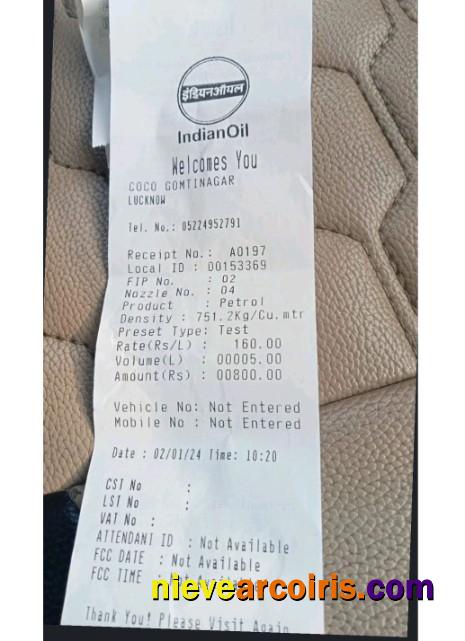 इंडियनऑयल
IndianOil
Welcomes You
COCO GOMTINAGAR
LUCKNOW
Tel. No.: 05224952791
Receipt No.: A0197
Local ID : 00153369
FIP No. : 02
Nozzle No. : 04
Product : Petrol
Density : 751.2Kg/Cu.mtr
Preset Type: Test
Rate(Rs/L) : 160.00
Volume(L) : 00005.00
Amount(Rs) : 00800.00
Vehicle No: Not Entered
Mobile No : Not Entered
Date : 02/01/24 Time: 10:20
CST No :
LST No :
VAT No :
ATTENDANT ID : Not Available
FCC DATE : Not Available
FCC TIME :
nievearcoiris.com
Thank You! Please Visit Again